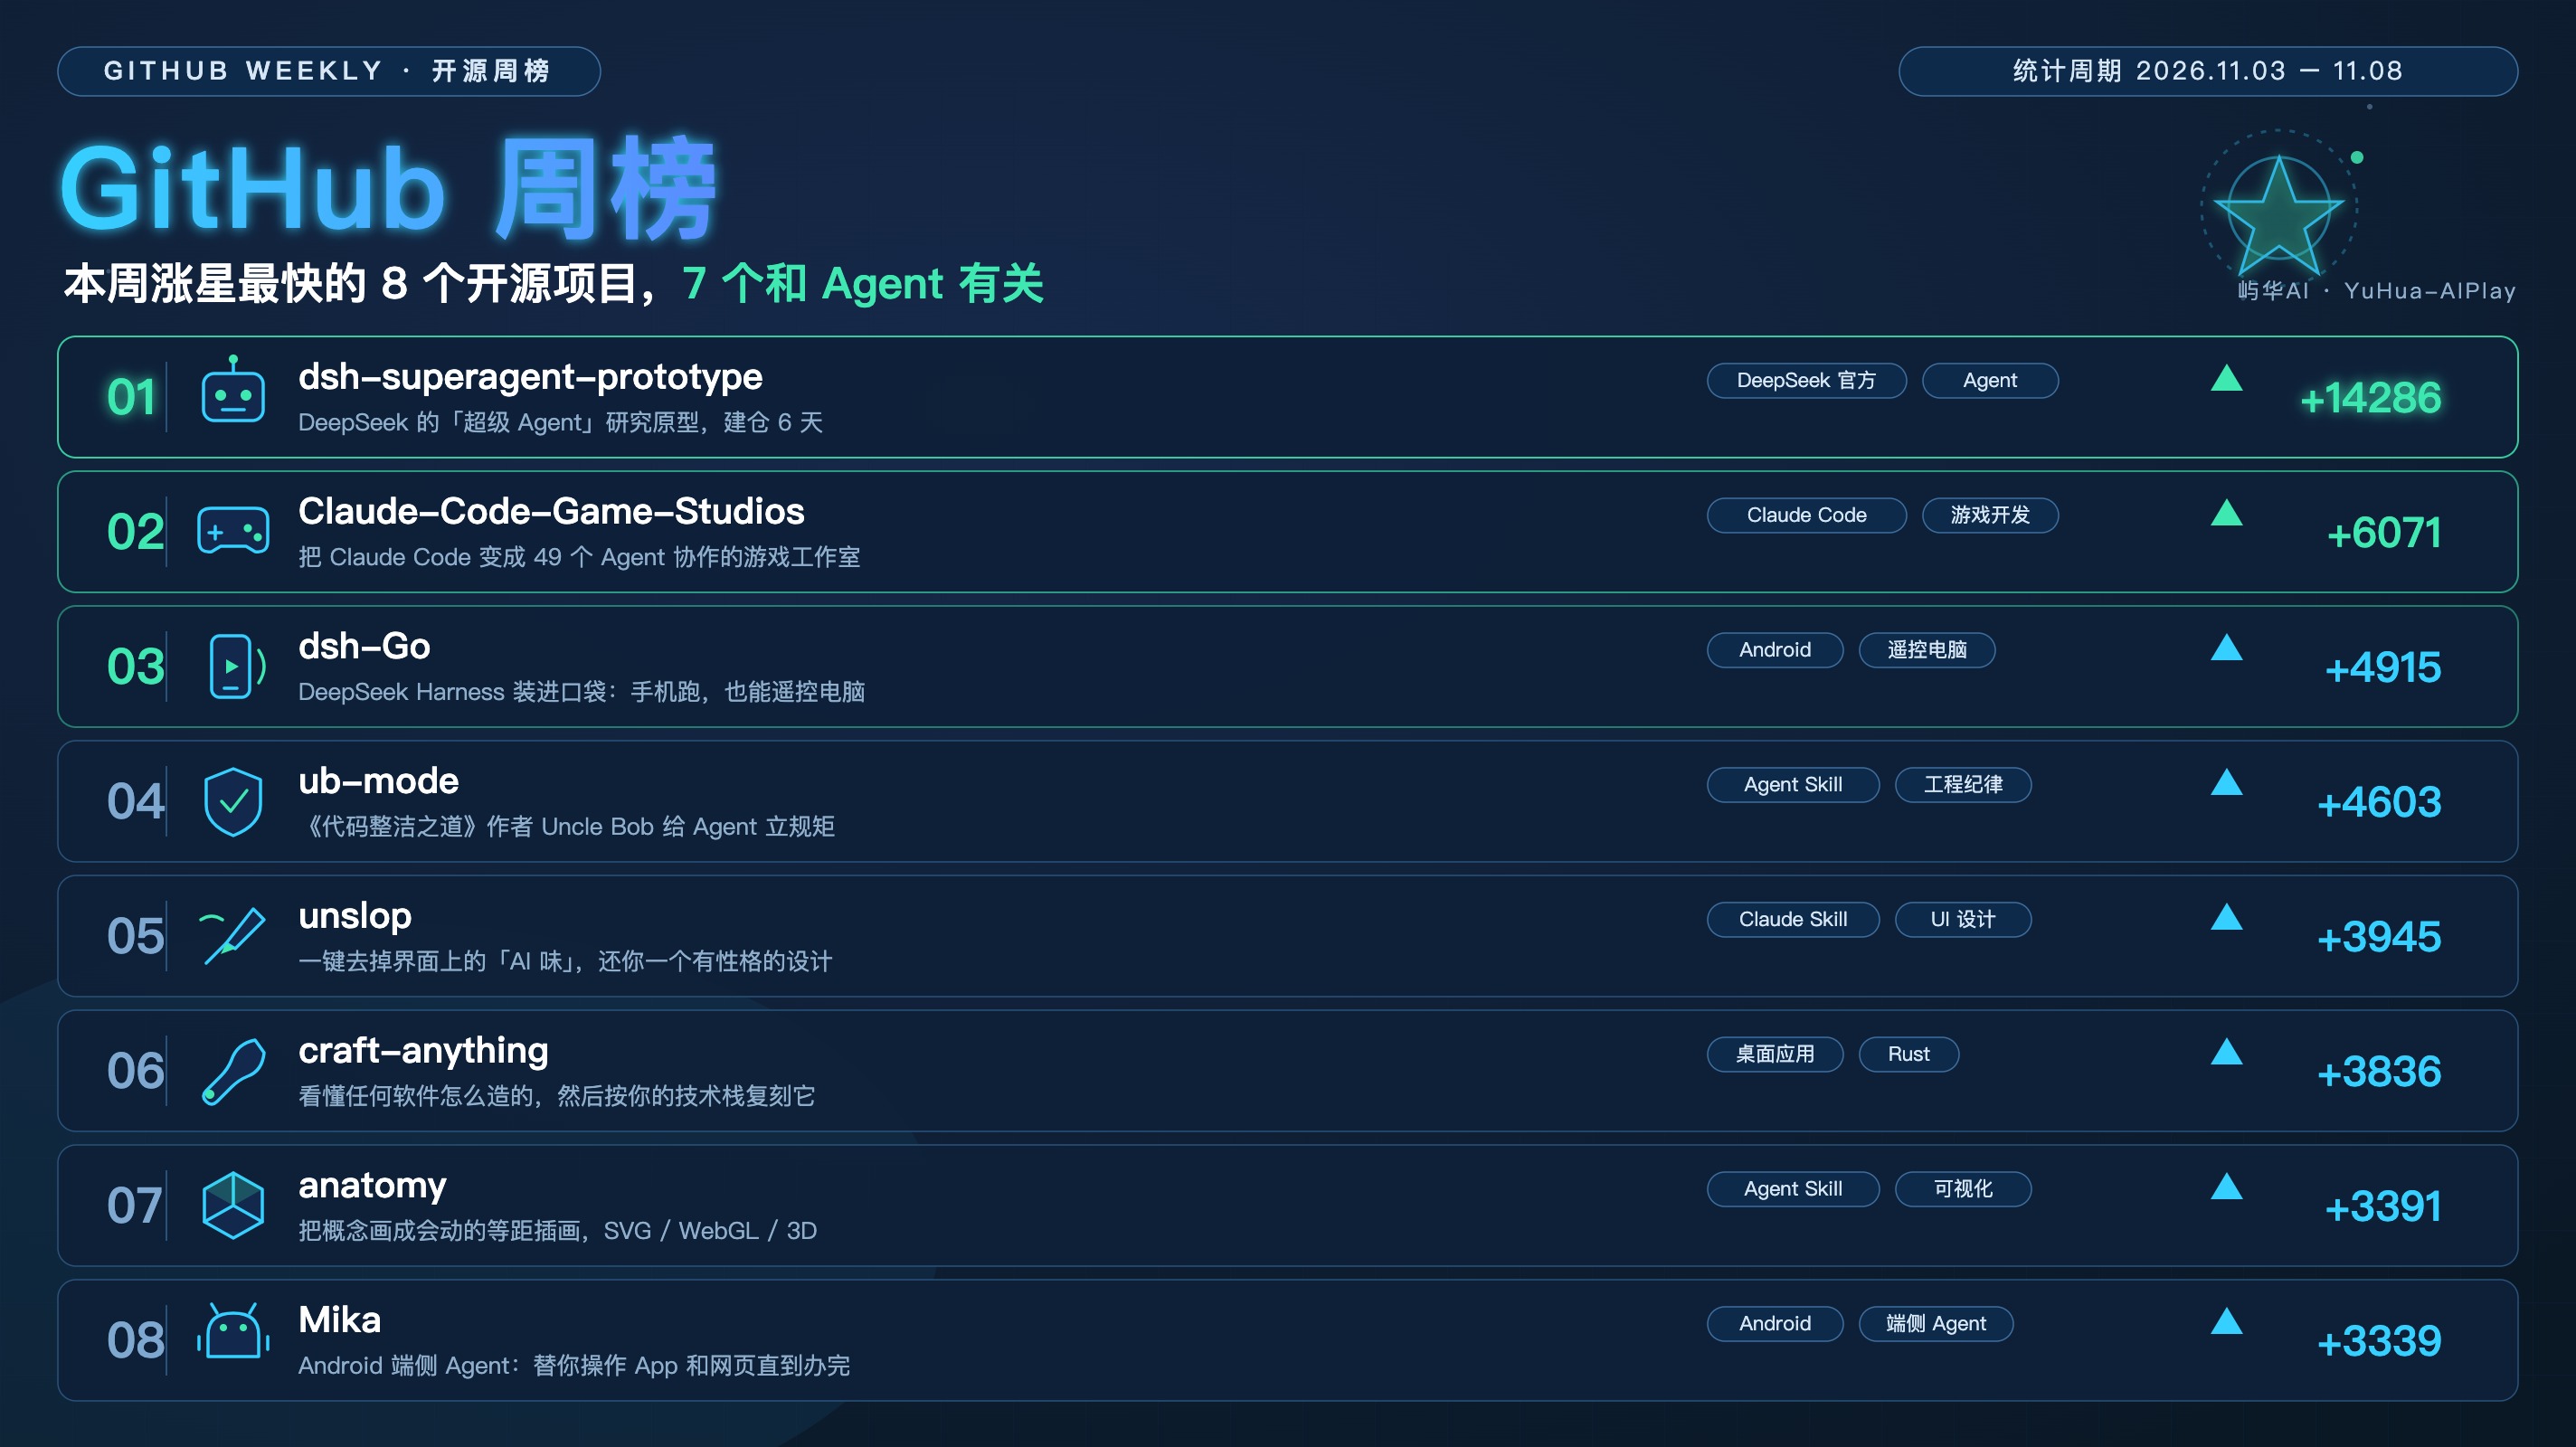 GITHUB WEEKLY · 开源周榜
统计周期 2026.11.03 — 11.08
GitHub 周榜
本周涨星最快的 8 个开源项目，7 个和 Agent 有关
屿华AI · YuHua-AIPlay
01
dsh-superagent-prototype
DeepSeek 的「超级 Agent」研究原型，建仓 6 天
DeepSeek 官方
Agent
+14286
02
Claude-Code-Game-Studios
把 Claude Code 变成 49 个 Agent 协作的游戏工作室
Claude Code
游戏开发
+6071
03
dsh-Go
DeepSeek Harness 装进口袋：手机跑，也能遥控电脑
Android
遥控电脑
+4915
04
ub-mode
《代码整洁之道》作者 Uncle Bob 给 Agent 立规矩
Agent Skill
工程纪律
+4603
05
unslop
一键去掉界面上的「AI 味」，还你一个有性格的设计
Claude Skill
UI 设计
+3945
06
craft-anything
看懂任何软件怎么造的，然后按你的技术栈复刻它
桌面应用
Rust
+3836
07
anatomy
把概念画成会动的等距插画，SVG / WebGL / 3D
Agent Skill
可视化
+3391
08
Mika
Android 端侧 Agent：替你操作 App 和网页直到办完
Android
端侧 Agent
+3339